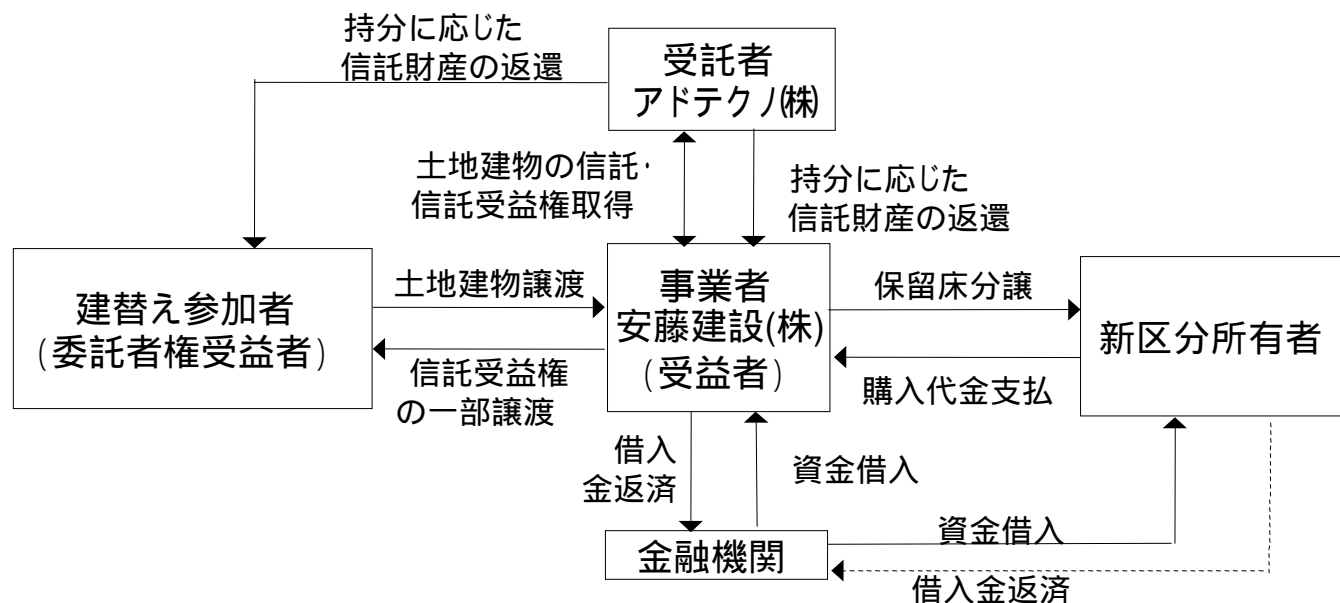 持分に応じた
信託財産の返還
受託者
アドテクノ(株)
土地建物の信託・
信託受益権取得
持分に応じた
信託財産の返還
建替え参加者
(委託者権受益者)
土地建物譲渡
信託受益権
の一部譲渡
事業者
安藤建設(株)
(受益者)
保留床分譲
購入代金支払
新区分所有者
借入
金返済
資金借入
金融機関
資金借入
借入金返済